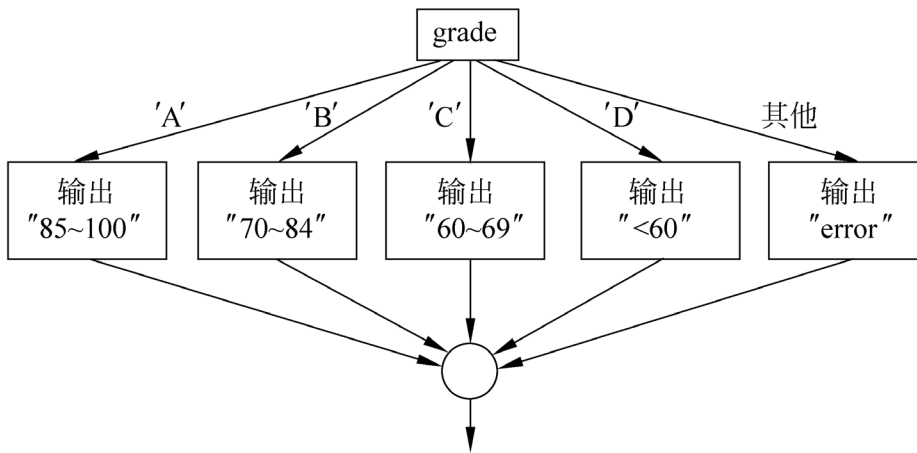 grade
'A'
'B'
'C'
'D'
其他
输出
"85~100"
输出
"70~84"
输出
"60~69"
输出
"<60"
输出
"error"